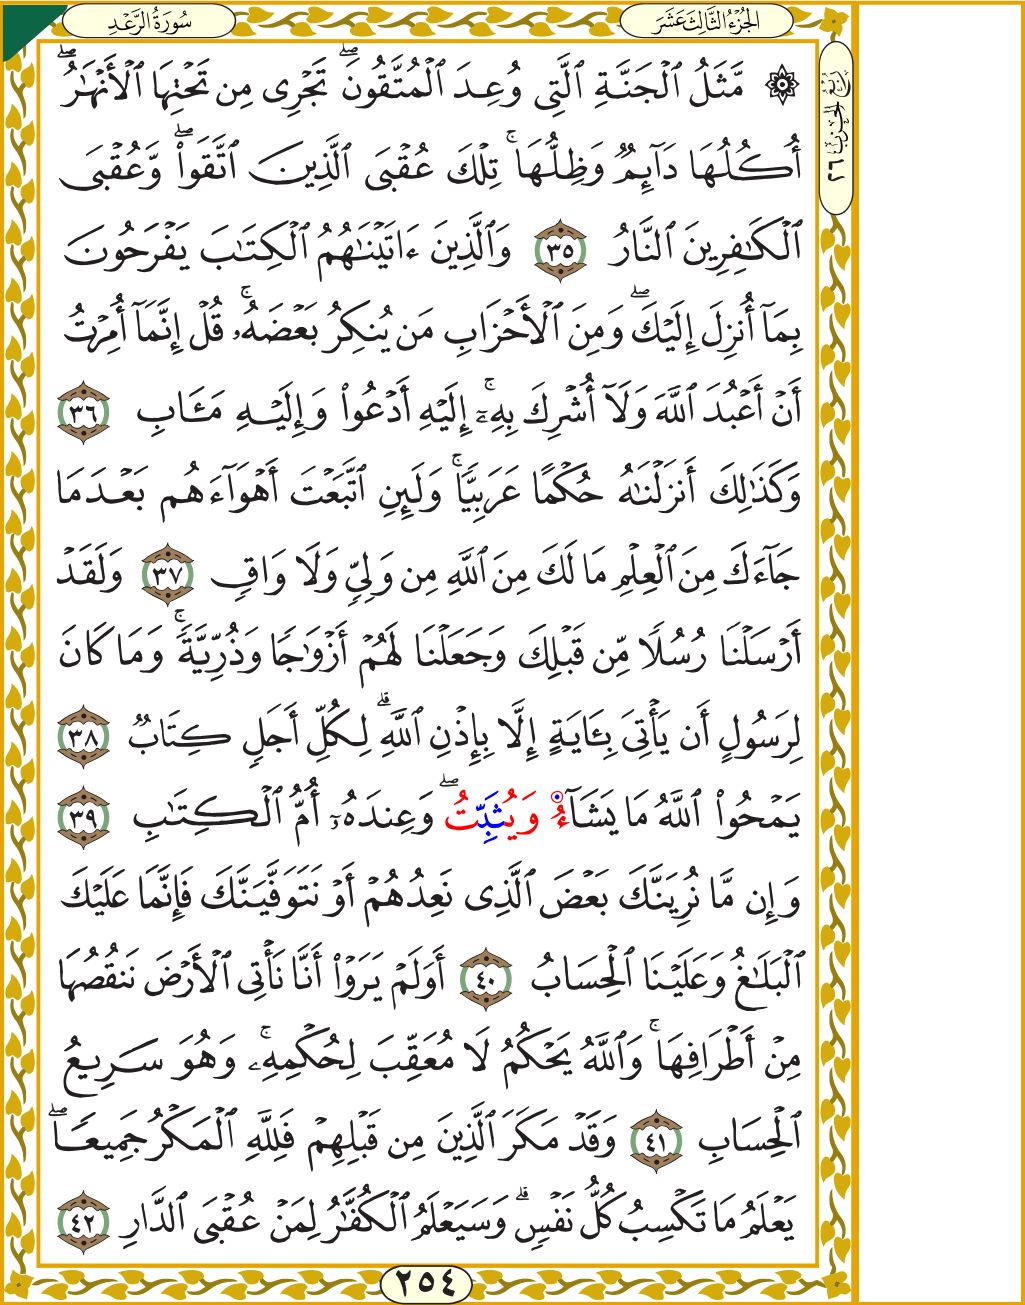 سُورَةُ الرَّعْدِ
الجُزْءُ الثَّالِثَ عَشَرَ
۞ مَّثَلُ ٱلْجَنَّةِ ٱلَّتِى وُعِدَ ٱلْمُتَّقُونَ ۖ تَجْرِى مِن تَحْتِهَا ٱلْأَنْهَـٰرُ ۖ
أُكُلُهَا دَآئِمٌ وَظِلُّهَا ۚ تِلْكَ عُقْبَى ٱلَّذِينَ ٱتَّقَوا۟ ۖ وَّعُقْبَى
ٱلْكَـٰفِرِينَ ٱلنَّارُ ٣٥ وَٱلَّذِينَ ءَاتَيْنَـٰهُمُ ٱلْكِتَـٰبَ يَفْرَحُونَ
بِمَآ أُنزِلَ إِلَيْكَ ۖ وَمِنَ ٱلْأَحْزَابِ مَن يُنكِرُ بَعْضَهُۥ ۚ قُلْ إِنَّمَآ أُمِرْتُ
أَنْ أَعْبُدَ ٱللَّهَ وَلَآ أُشْرِكَ بِهِۦٓ ۚ إِلَيْهِ أَدْعُوا۟ وَإِلَيْهِ مَـَٔابِ ٣٦
وَكَذَٰلِكَ أَنزَلْنَـٰهُ حُكْمًا عَرَبِيًّا ۚ وَلَئِنِ ٱتَّبَعْتَ أَهْوَآءَهُم بَعْدَمَا
جَآءَكَ مِنَ ٱلْعِلْمِ مَا لَكَ مِنَ ٱللَّهِ مِن وَلِىٍّ وَلَا وَاقٍ ٣٧ وَلَقَدْ
أَرْسَلْنَا رُسُلًا مِّن قَبْلِكَ وَجَعَلْنَا لَهُمْ أَزْوَٰجًا وَذُرِّيَّةً ۚ وَمَا كَانَ
لِرَسُولٍ أَن يَأْتِىَ بِـَٔايَةٍ إِلَّا بِإِذْنِ ٱللَّهِ ۗ لِكُلِّ أَجَلٍ كِتَابٌ ٣٨
يَمْحُوا۟ ٱللَّهُ مَا يَشَآءُ وَيُثَبِّتُ ۖ وَعِندَهُۥٓ أُمُّ ٱلْكِتَـٰبِ ٣٩
وَإِن مَّا نُرِيَنَّكَ بَعْضَ ٱلَّذِى نَعِدُهُمْ أَوْ نَتَوَفَّيَنَّكَ فَإِنَّمَا عَلَيْكَ
ٱلْبَلَـٰغُ وَعَلَيْنَا ٱلْحِسَابُ ٤٠ أَوَلَمْ يَرَوْا۟ أَنَّا نَأْتِى ٱلْأَرْضَ نَنقُصُهَا
مِنْ أَطْرَافِهَا ۚ وَٱللَّهُ يَحْكُمُ لَا مُعَقِّبَ لِحُكْمِهِۦ ۚ وَهُوَ سَرِيعُ
ٱلْحِسَابِ ٤١ وَقَدْ مَكَرَ ٱلَّذِينَ مِن قَبْلِهِمْ فَلِلَّهِ ٱلْمَكْرُ جَمِيعًا ۖ
يَعْلَمُ مَا تَكْسِبُ كُلُّ نَفْسٍ ۗ وَسَيَعْلَمُ ٱلْكُفَّـٰرُ لِمَنْ عُقْبَى ٱلدَّارِ ٤٢
٢٥٤